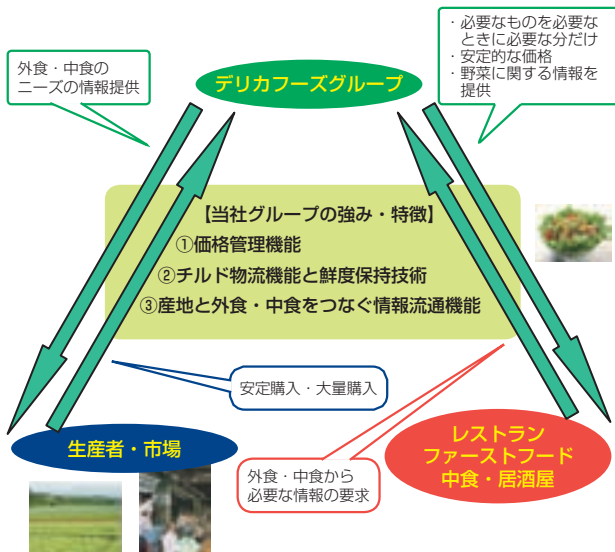 外食・中食の
ニーズの情報提供
デリカフーズグループ
・必要なものを必要な
ときに必要な分だけ
・安定的な価格
・野菜に関する情報を
提供
【当社グループの強み・特徴】
①価格管理機能
②チルド物流機能と鮮度保持技術
③産地と外食・中食をつなぐ情報流通機能
安定購入・大量購入
生産者・市場
外食・中食から
必要な情報の要求
レストラン
ファーストフード
中食・居酒屋